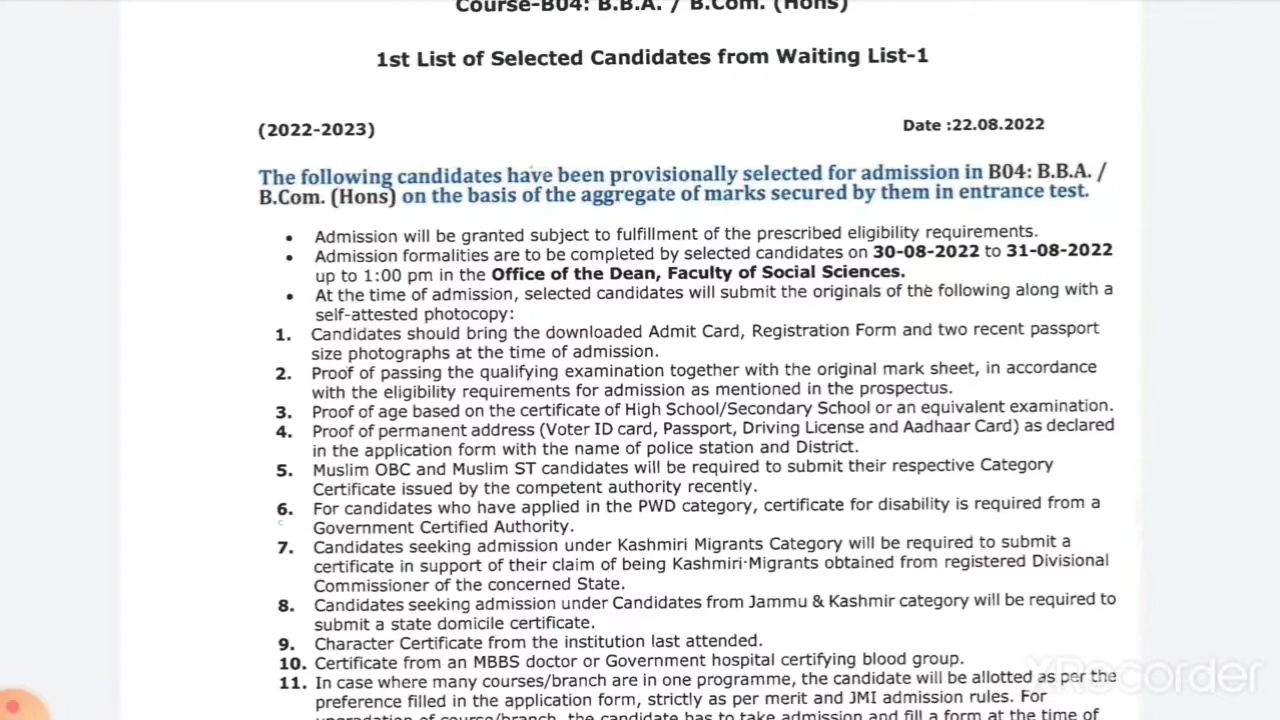 Course-B04: B.B.A. / B.Com. (Hons)
1st List of Selected Candidates from Waiting List-1
(2022-2023)
Date :22.08.2022
The following candidates have been provisionally selected for admission in B04: B.B.A. /
B.Com. (Hons) on the basis of the aggregate of marks secured by them in entrance test.
• Admission will be granted subject to fulfillment of the prescribed eligibility requirements.
• Admission formalities are to be completed by selected candidates on 30-08-2022 to 31-08-2022
up to 1:00 pm in the Office of the Dean, Faculty of Social Sciences.
• At the time of admission, selected candidates will submit the originals of the following along with a
self-attested photocopy:
1. Candidates should bring the downloaded Admit Card, Registration Form and two recent passport
size photographs at the time of admission.
2. Proof of passing the qualifying examination together with the original mark sheet, in accordance
with the eligibility requirements for admission as mentioned in the prospectus.
3. Proof of age based on the certificate of High School/Secondary School or an equivalent examination.
4. Proof of permanent address (Voter ID card, Passport, Driving License and Aadhaar Card) as declared
in the application form with the name of police station and District.
5. Muslim OBC and Muslim ST candidates will be required to submit their respective Category
Certificate issued by the competent authority recently.
6. For candidates who have applied in the PWD category, certificate for disability is required from a
Government Certified Authority.
7. Candidates seeking admission under Kashmiri Migrants Category will be required to submit a
certificate in support of their claim of being Kashmiri Migrants obtained from registered Divisional
Commissioner of the concerned State.
8. Candidates seeking admission under Candidates from Jammu & Kashmir category will be required to
submit a state domicile certificate.
9. Character Certificate from the institution last attended.
10. Certificate from an MBBS doctor or Government hospital certifying blood group.
11. In case where many courses/branch are in one programme, the candidate will be allotted as per the
preference filled in the application form, strictly as per merit and JMI admission rules. For
upgradation of course/branch, the candidate has to take admission and fill a form at the time of
XRecorder